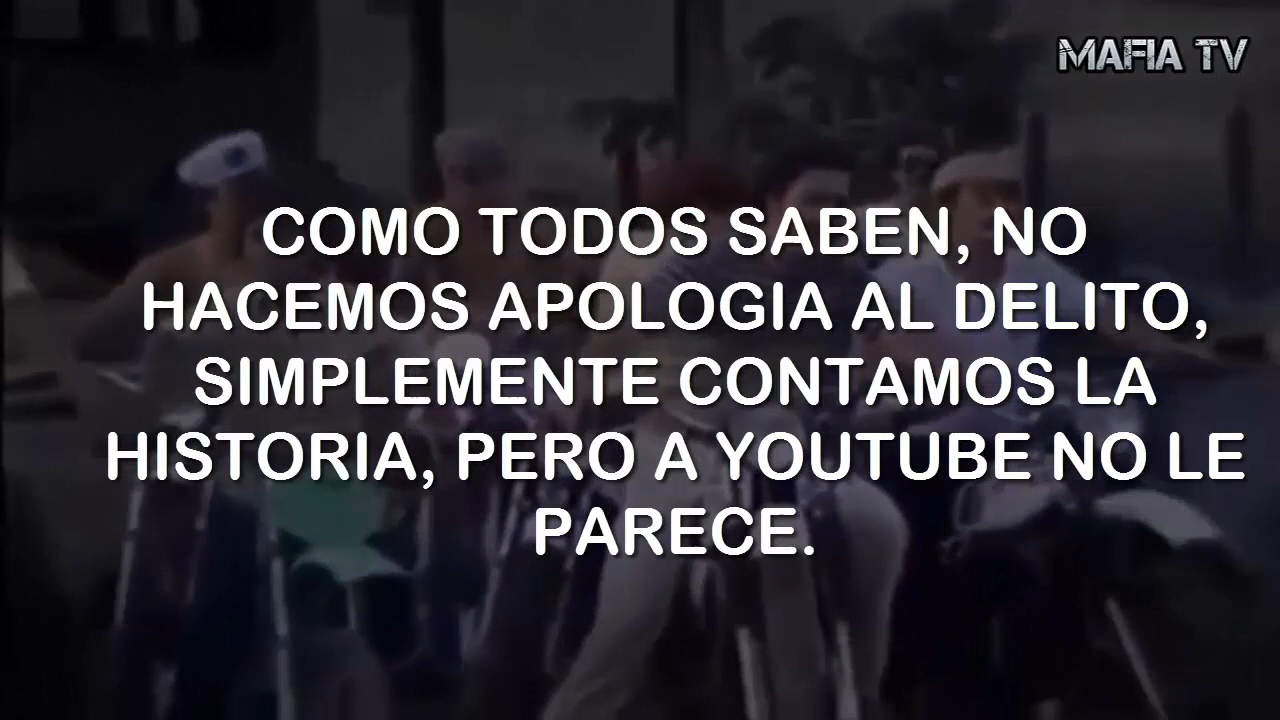 MAFIA TV
COMO TODOS SABEN, NO
HACEMOS APOLOGIA AL DELITO,
SIMPLEMENTE CONTAMOS LA
HISTORIA, PERO A YOUTUBE NO LE
PARECE.